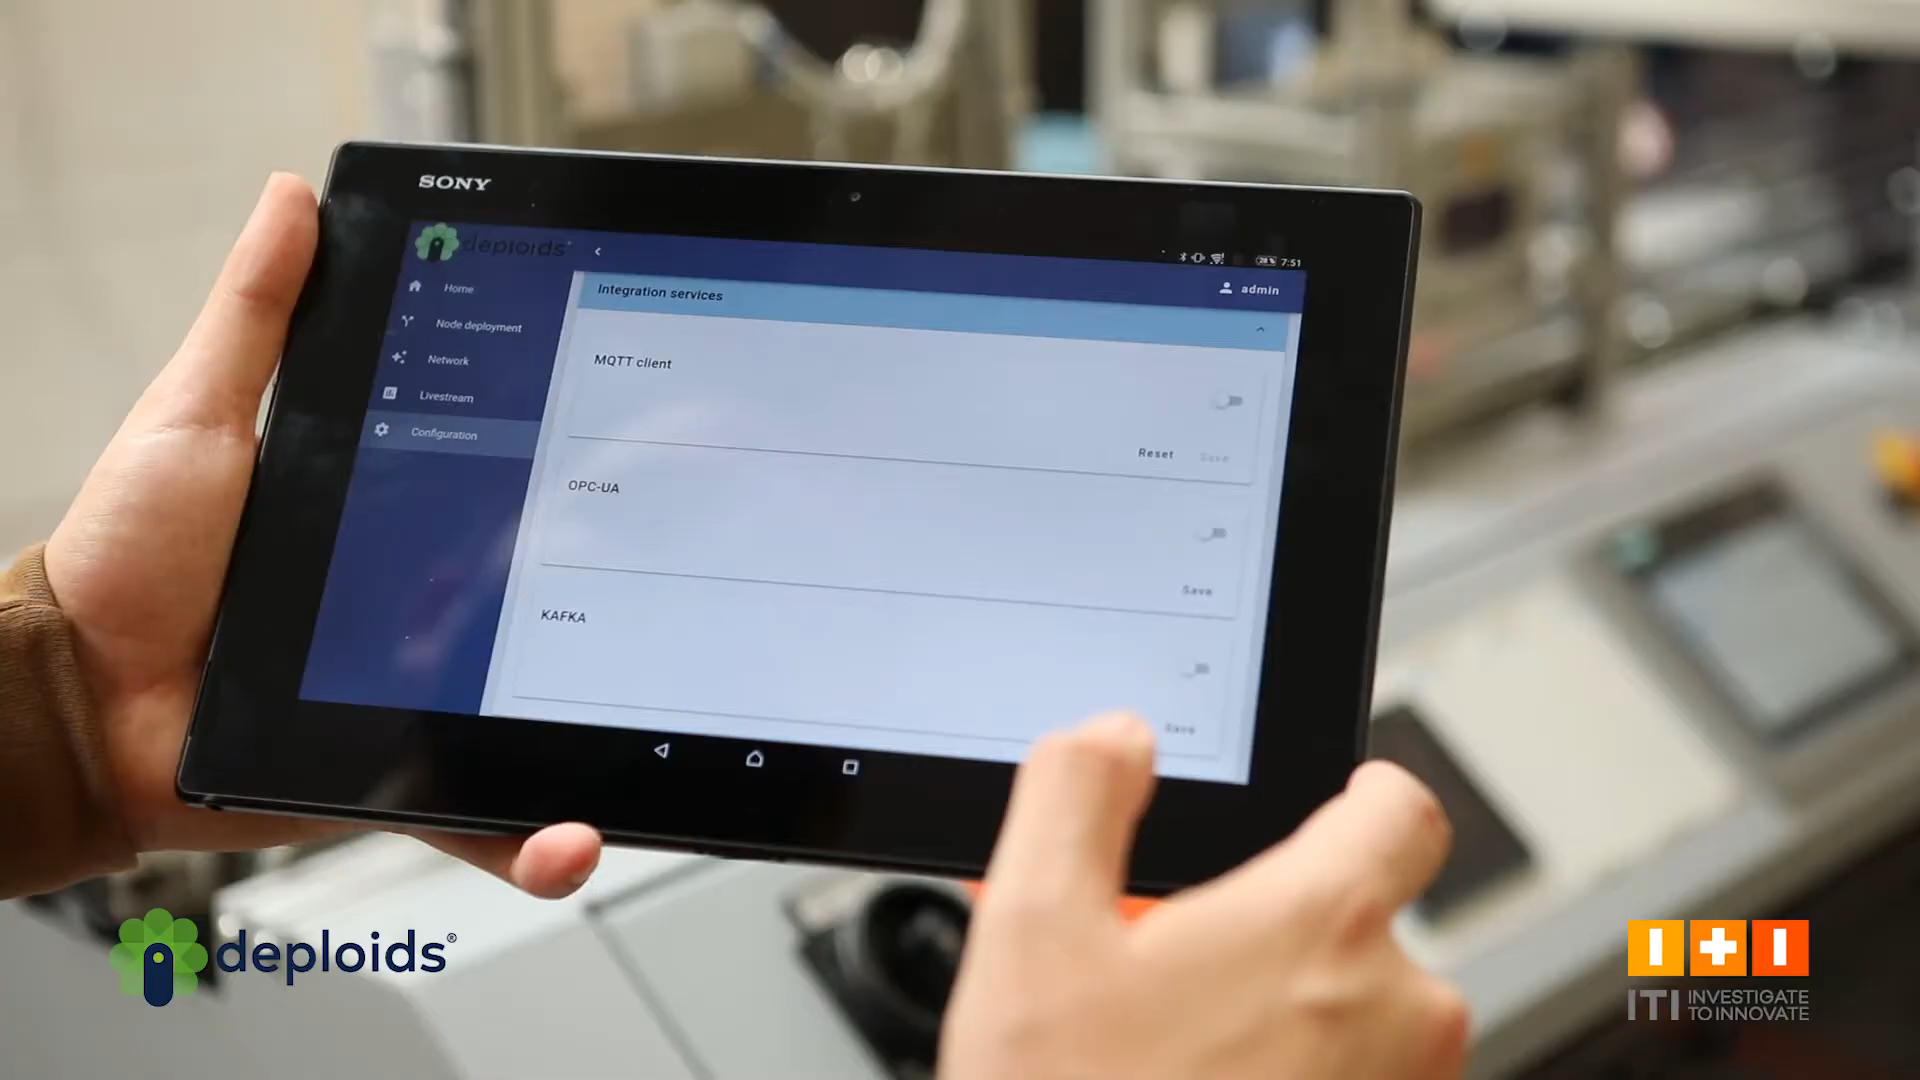 SONY
deploids
7:51
admin
Home
Node deployment
Network
Livestream
Configuration
Integration services
MQTT client
Reset
Save
OPC-UA
Save
KAFKA
Save
deploids®
I+I
ITI INVESTIGATE
TO INNOVATE